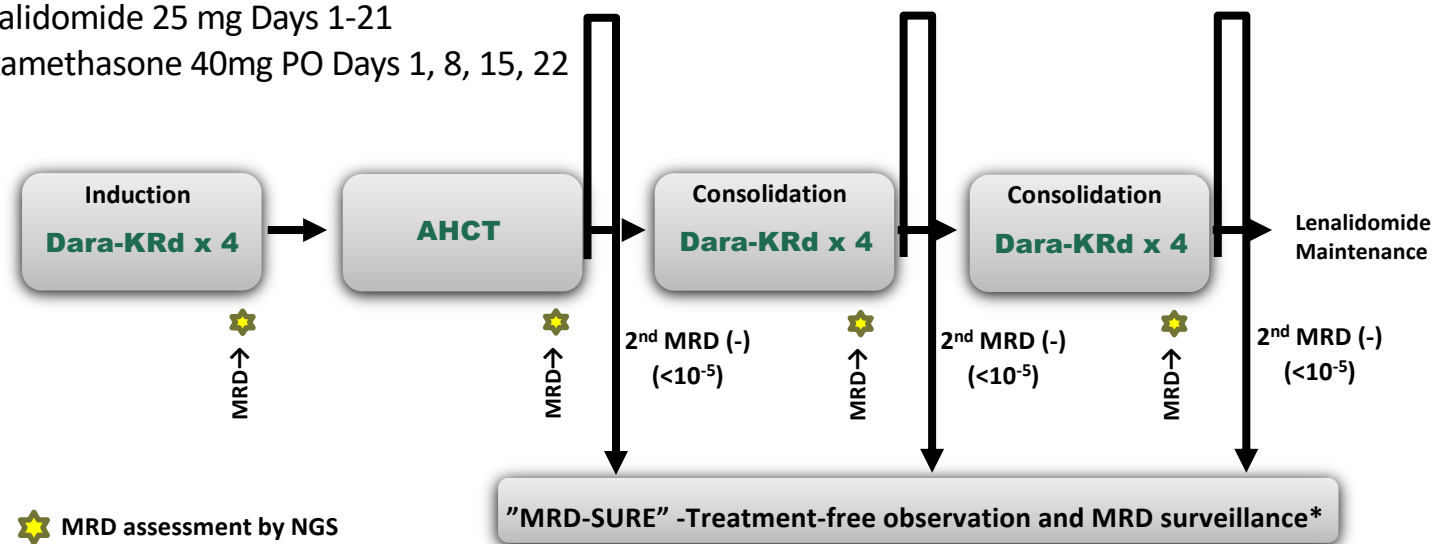 alidomide 25 mg Days 1-21
amethasone 40mg PO Days 1, 8, 15, 22
Induction
Dara-KRd x 4
AHCT
Consolidation
Dara-KRd x 4
Consolidation
Dara-KRd x 4
Lenalidomide
Maintenance
MRD→
MRD→
2nd MRD (-)
(<10-5)
MRD→
2nd MRD (-)
(<10-5)
MRD→
2nd MRD (-)
(<10-5)
MRD assessment by NGS
”MRD-SURE” -Treatment-free observation and MRD surveillance*